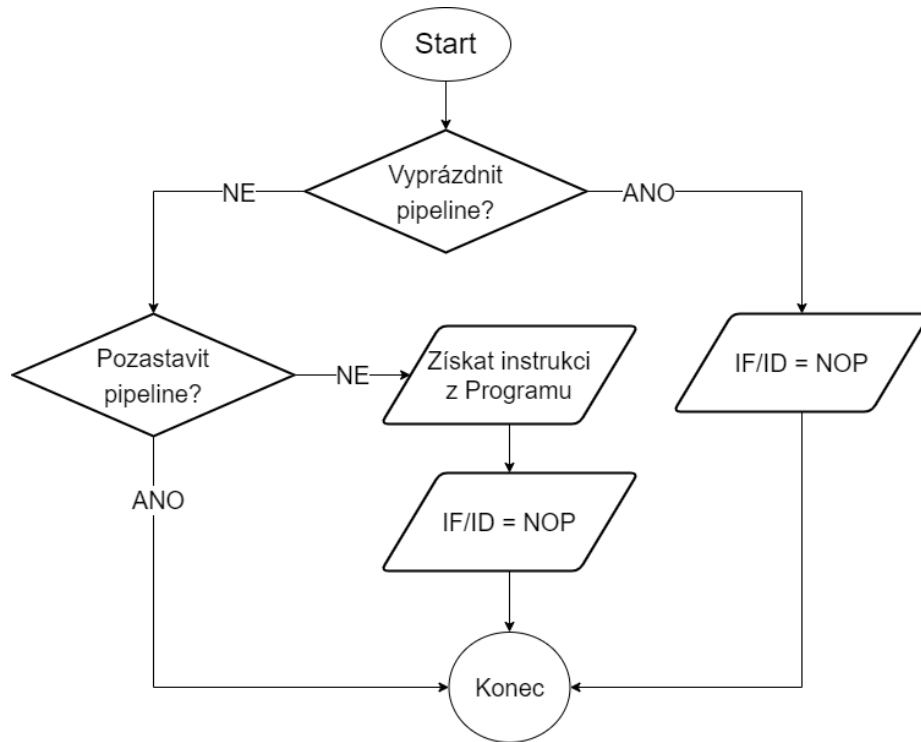 Start
Vyprázdnit
pipeline?
NE
ANO
Pozastavit
pipeline?
NE
Získat instrukci
z Programu
IF/ID = NOP
ANO
IF/ID = NOP
Konec